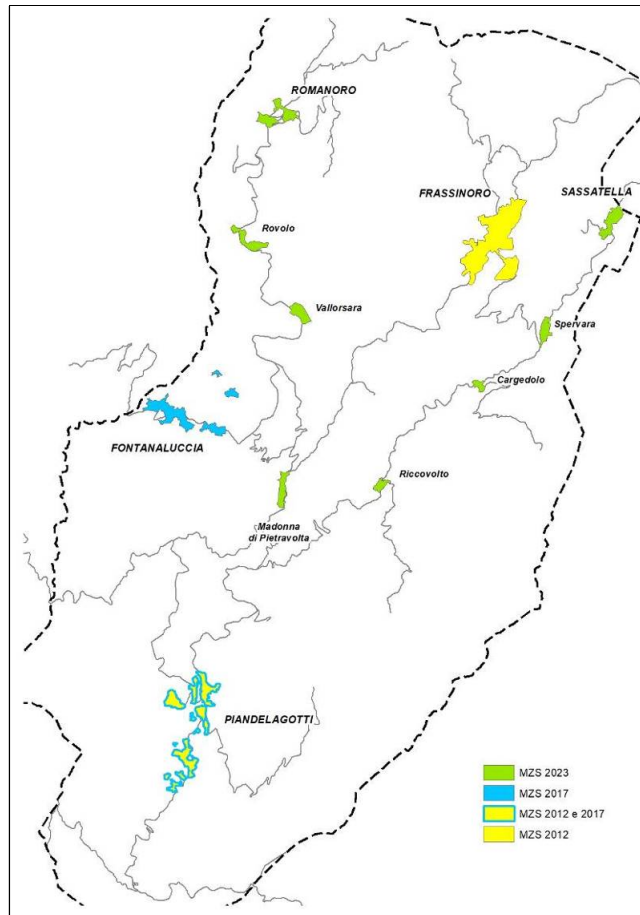 ROMANORO
FRASSINORO
SASSATELLA
Rovolo
Vallorsara
Spervara
Cargedolo
FONTANALUCCIA
Riccovolto
Madonna
di Pietravolta
PIANDELAGOTTI
MZS 2023
MZS 2017
MZS 2012 e 2017
MZS 2012